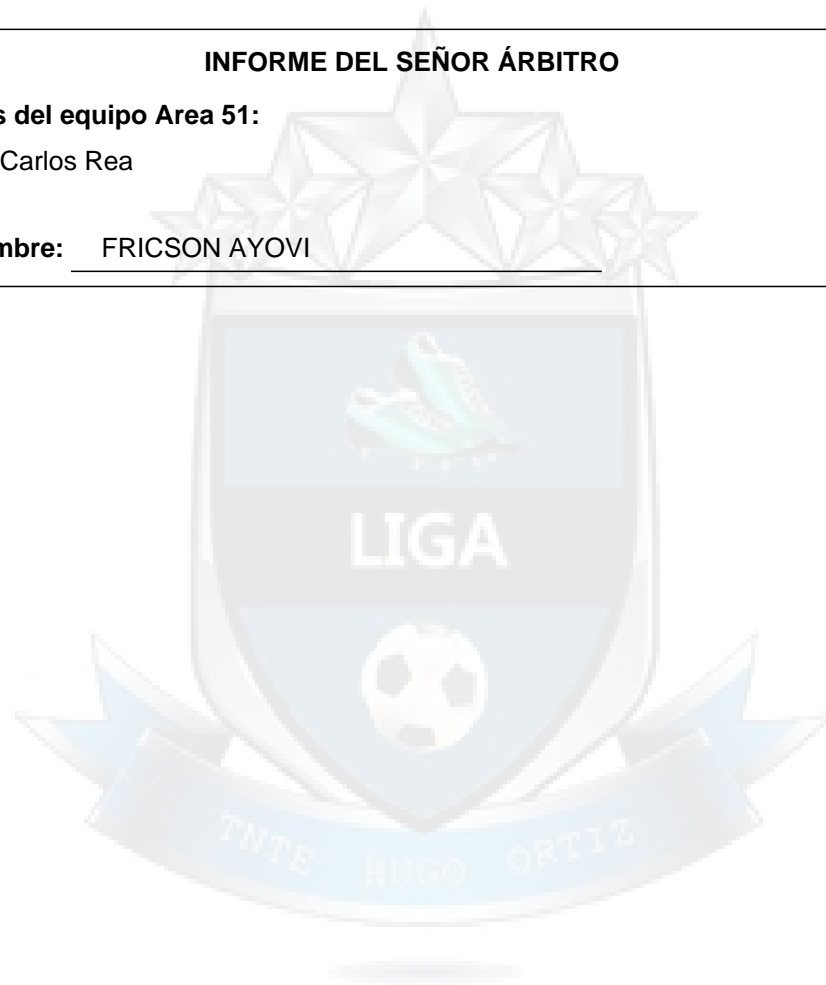 INFORME DEL SEÑOR ÁRBITRO
s del equipo Area 51:
Carlos Rea
mbre: FRICSON AYOVI
LIGA
TNTE HUGO ORTIZ